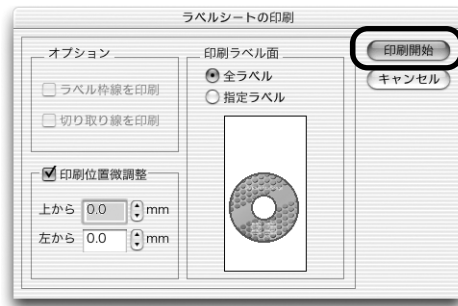 ラベルシートの印刷
オプション
ラベル枠線を印刷
切り取り線を印刷
印刷位置微調整
上から 0.0 mm
左から 0.0 mm
印刷ラベル面
全ラベル
指定ラベル
印刷開始
キャンセル